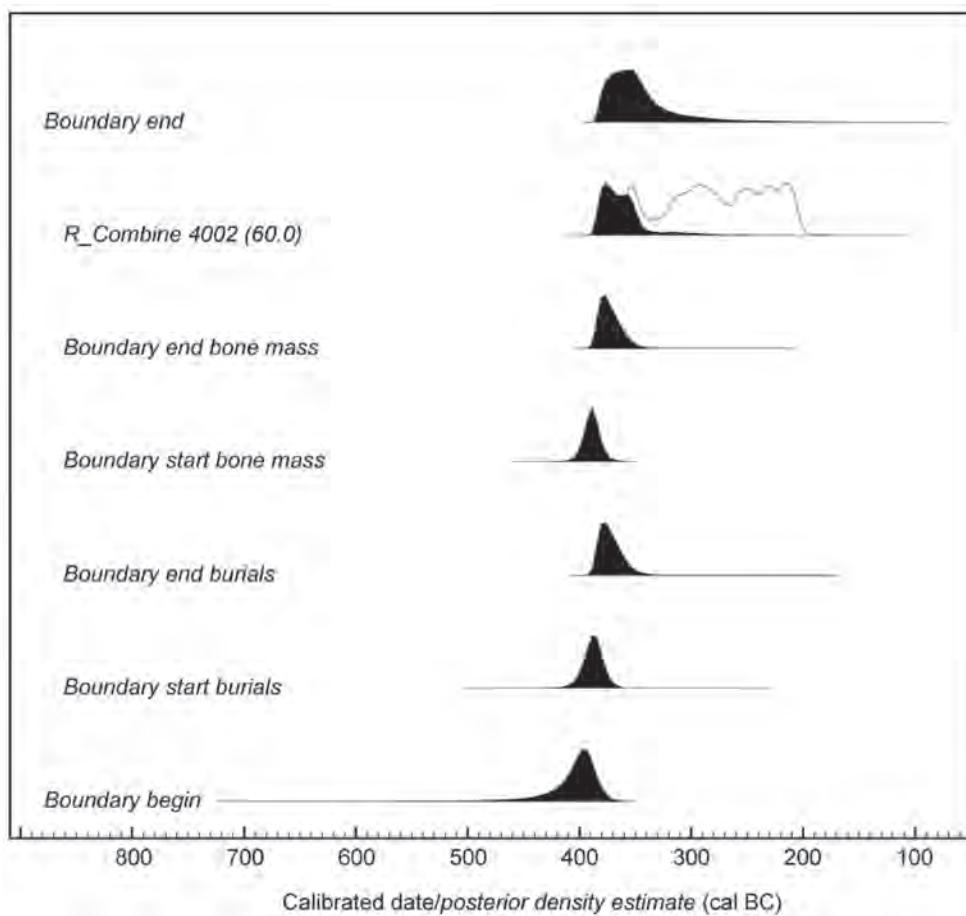 Boundary end
R_Combine 4002 (60.0)
Boundary end bone mass
Boundary start bone mass
Boundary end burials
Boundary start burials
Boundary begin
800 700 600 500 400 300 200 100
Calibrated date/posterior density estimate (cal BC)